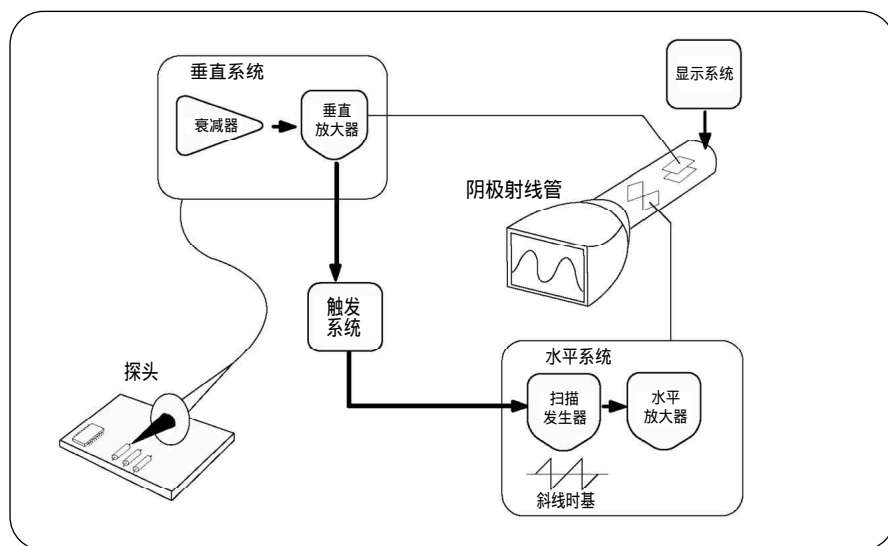 垂直系统
衰减器
垂直
放大器
显示系统
阴极射线管
触发
系统
探头
水平系统
扫描
发生器
水平
放大器
斜线时基